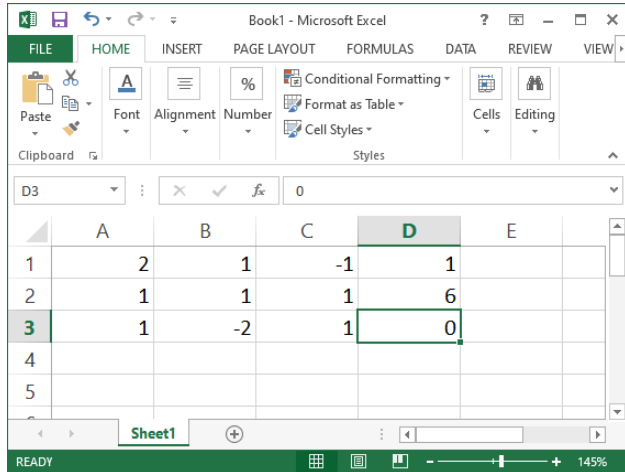 Book1 - Microsoft Excel ?
FILE HOME INSERT PAGE LAYOUT FORMULAS DATA REVIEW VIEW
Conditional Formatting
Format as Table
Cell Styles
Paste Font Alignment Number Cells Editing
Clipboard Styles
D3 fx 0
A B C D E
1 2 1 -1 1
2 1 1 1 6
3 1 -2 1 0
4
5
Sheet1
READY 145%